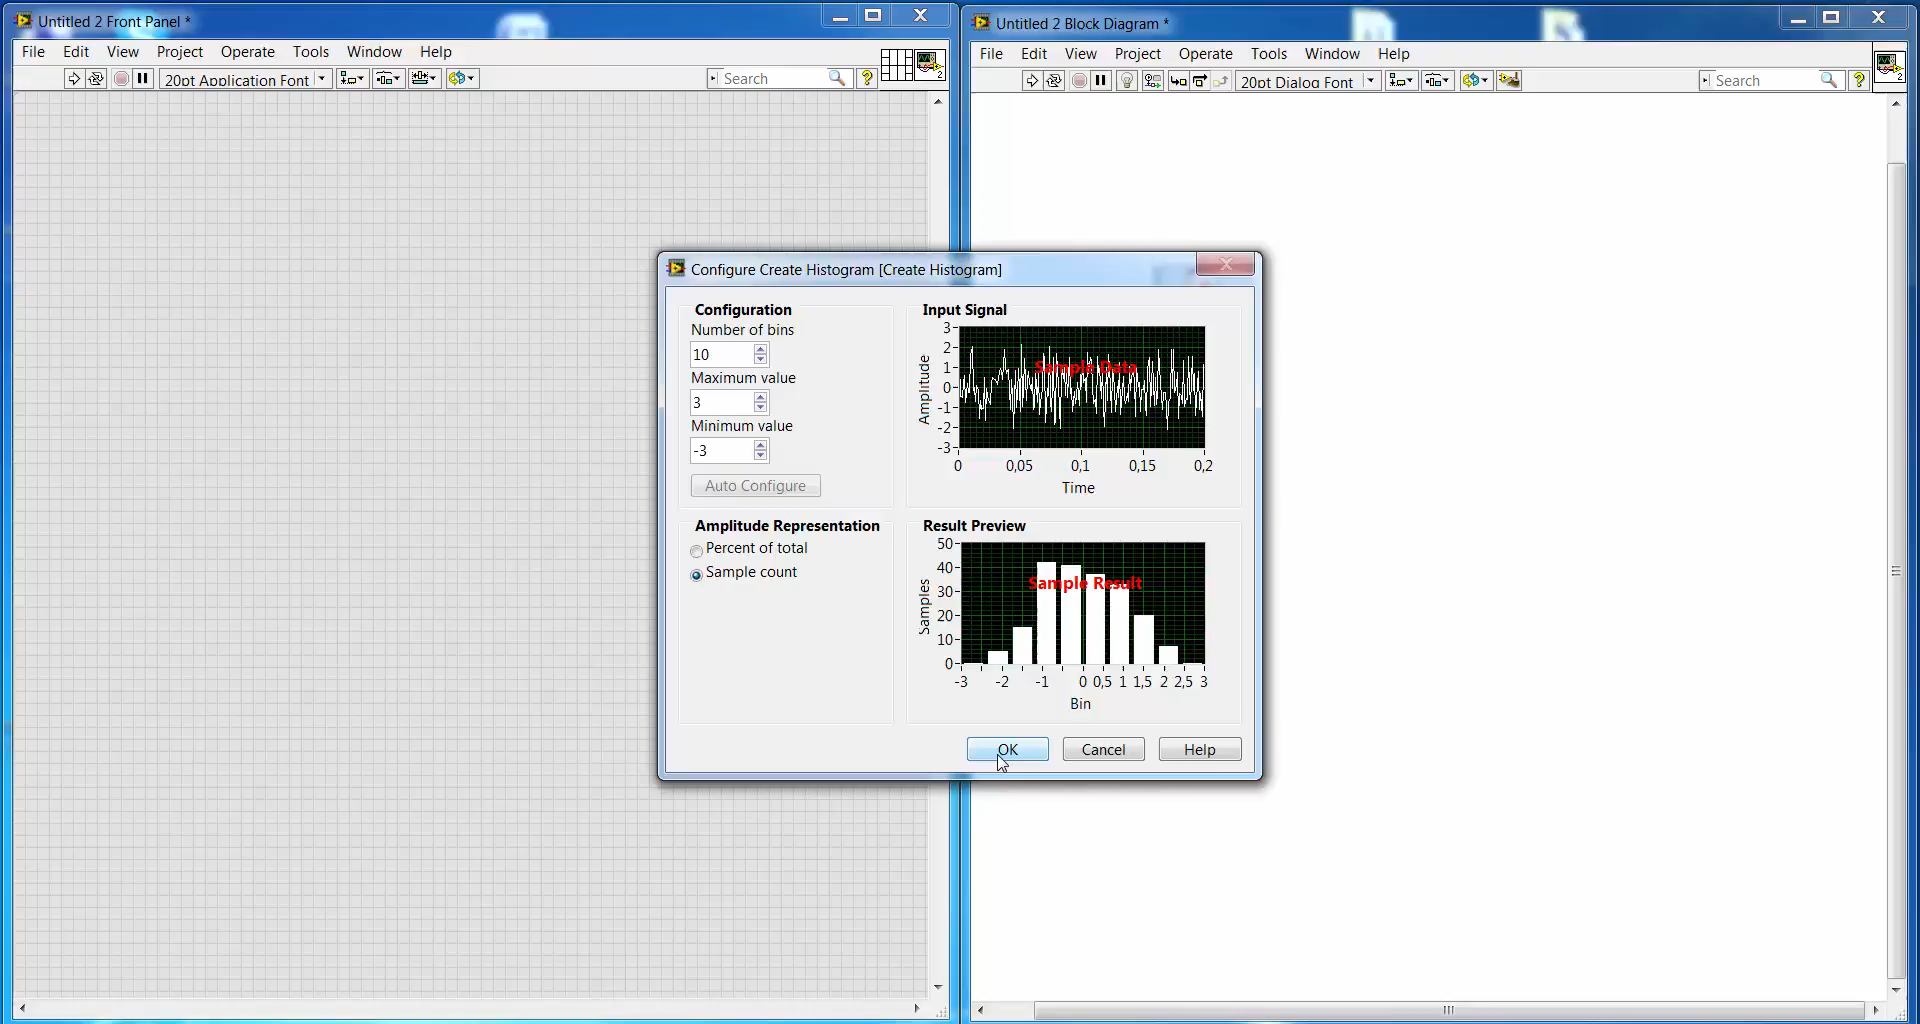 Untitled 2 Front Panel *
File Edit View Project Operate Tools Window Help
20pt Application Font
Search
?
2
Untitled 2 Block Diagram *
File Edit View Project Operate Tools Window Help
20pt Dialog Font
Search
?
2
Configure Create Histogram [Create Histogram]
Configuration
Number of bins
10
Maximum value
3
Minimum value
-3
Auto Configure
Amplitude Representation
Percent of total
Sample count
Input Signal
Amplitude
3
2
1
0
-1
-2
-3
Sample Data
0 0,05 0,1 0,15 0,2
Time
Result Preview
Samples
50
40
30
20
10
0
Sample Result
-3 -2 -1 0 0,5 1 1,5 2 2,5 3
Bin
OK Cancel Help